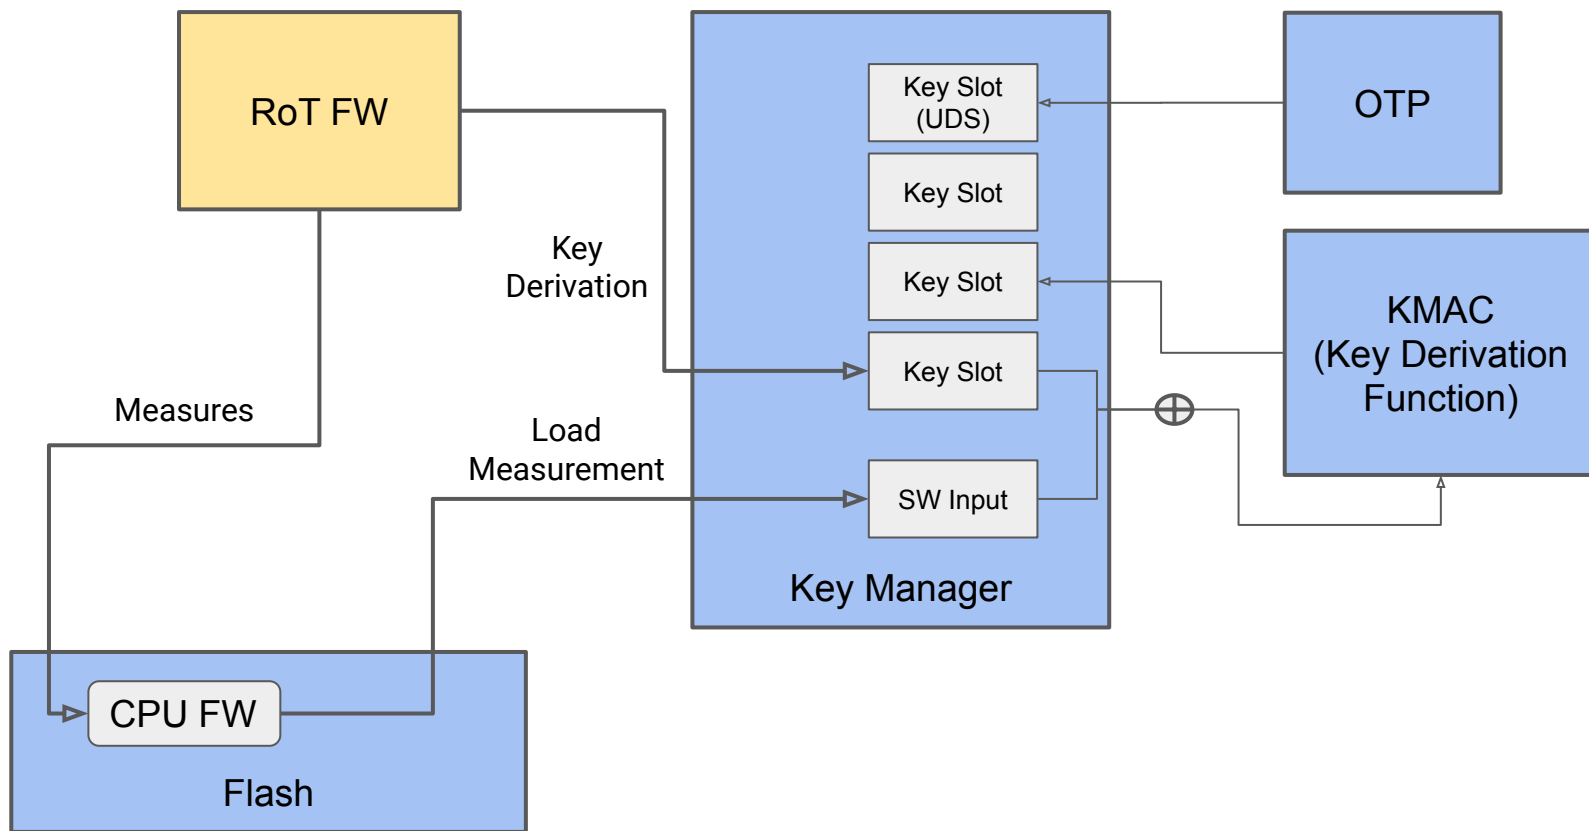 RoT FW
Key
Derivation
Measures
Load
Measurement
Key Slot
(UDS)
Key Slot
Key Slot
Key Slot
SW Input
Key Manager
OTP
KMAC
(Key Derivation
Function)
CPU FW
Flash